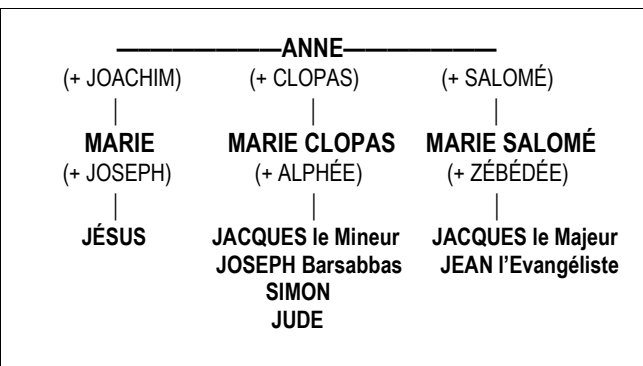 ANNE
(+ JOACHIM) (+ CLOPAS) (+ SALOMÉ)
MARIE MARIE CLOPAS MARIE SALOMÉ
(+ JOSEPH) (+ ALPHÉE) (+ ZÉBÉDÉE)
JÉSUS JACQUES le Mineur JACQUES le Majeur
JOSEPH Barsabbas JEAN l’Evangéliste
SIMON
JUDE